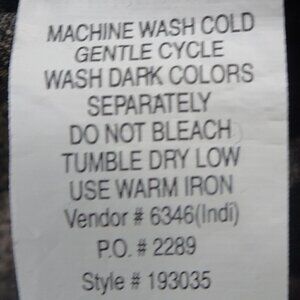 MACHINE WASH COLD
GENTLE CYCLE
WASH DARK COLORS
SEPARATELY
DO NOT BLEACH
TUMBLE DRY LOW
USE WARM IRON
Vendor # 6346(Indi)
P.O. # 2289
Style # 193035